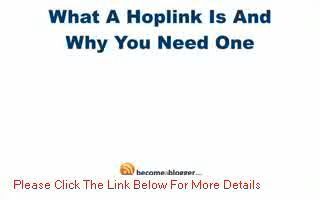 What A Hoplink Is And
Why You Need One
becomeablogger...
Please Click The Link Below For More Details